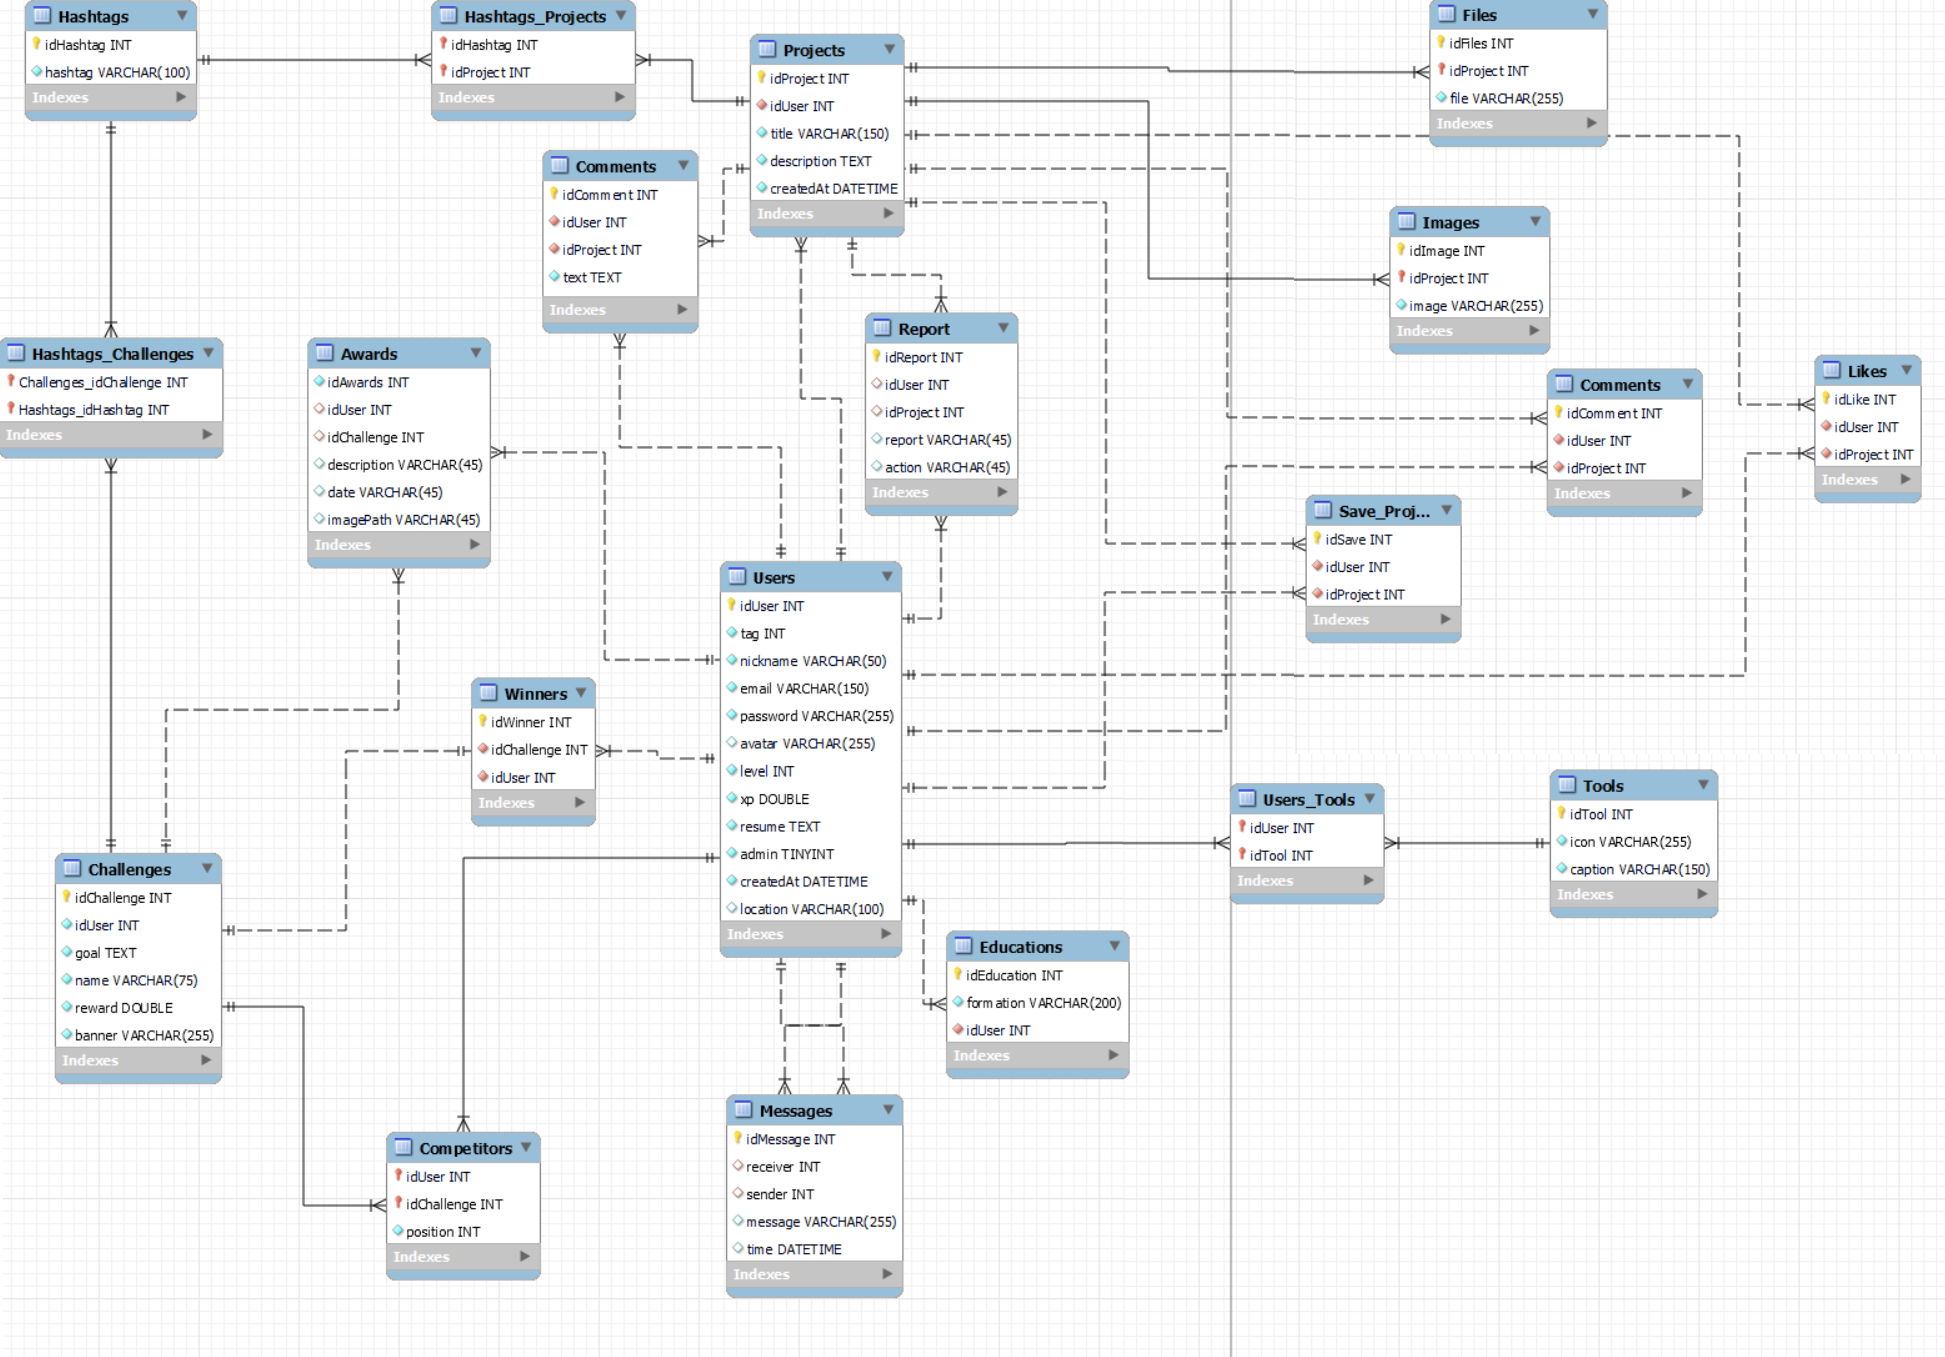 Hashtags
idHashtag INT
hashtag VARCHAR(100)
Indexes
Hashtags_Projects
idHashtag INT
idProject INT
Indexes
Projects
idProject INT
idUser INT
title VARCHAR(150)
description TEXT
createdAt DATETIME
Indexes
Files
idFiles INT
idProject INT
file VARCHAR(255)
Indexes
Comments
idComment INT
idUser INT
idProject INT
text TEXT
Indexes
Images
idImage INT
idProject INT
image VARCHAR(255)
Indexes
Hashtags_Challenges
Challenges_idChallenge INT
Hashtags_idHashtag INT
Indexes
Awards
idAwards INT
idUser INT
idChallenge INT
description VARCHAR(45)
date VARCHAR(45)
imagePath VARCHAR(45)
Indexes
Report
idReport INT
idUser INT
idProject INT
report VARCHAR(45)
action VARCHAR(45)
Indexes
Comments
idComment INT
idUser INT
idProject INT
Indexes
Likes
idLike INT
idUser INT
idProject INT
Indexes
Save_Proj...
idSave INT
idUser INT
idProject INT
Indexes
Users
idUser INT
tag INT
nickname VARCHAR(50)
email VARCHAR(150)
password VARCHAR(255)
avatar VARCHAR(255)
level INT
xp DOUBLE
resume TEXT
admin TINYINT
createdAt DATETIME
location VARCHAR(100)
Indexes
Winners
idWinner INT
idChallenge INT
idUser INT
Indexes
Users_Tools
idUser INT
idTool INT
Indexes
Tools
idTool INT
icon VARCHAR(255)
caption VARCHAR(150)
Indexes
Challenges
idChallenge INT
idUser INT
goal TEXT
name VARCHAR(75)
reward DOUBLE
banner VARCHAR(255)
Indexes
Educations
idEducation INT
formation VARCHAR(200)
idUser INT
Indexes
Messages
idMessage INT
receiver INT
sender INT
message VARCHAR(255)
time DATETIME
Indexes
Competitors
idUser INT
idChallenge INT
position INT
Indexes